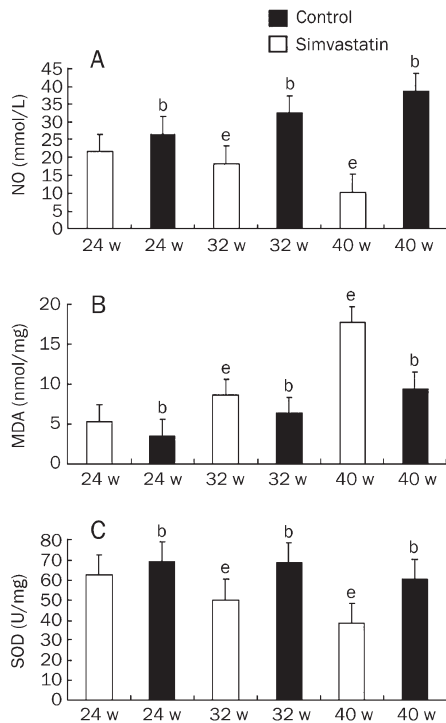 Control
Simvastatin
A
NO (mmol/L)
45
40
35
30
25
20
15
10
5
0
b
e
b
e
b
24 w 24 w 32 w 32 w 40 w 40 w
B
MDA (nmol/mg)
20
15
10
5
0
b
e
b
e
b
24 w 24 w 32 w 32 w 40 w 40 w
C
SOD (U/mg)
80
70
60
50
40
30
20
10
0
b
e
b
e
b
24 w 24 w 32 w 32 w 40 w 40 w